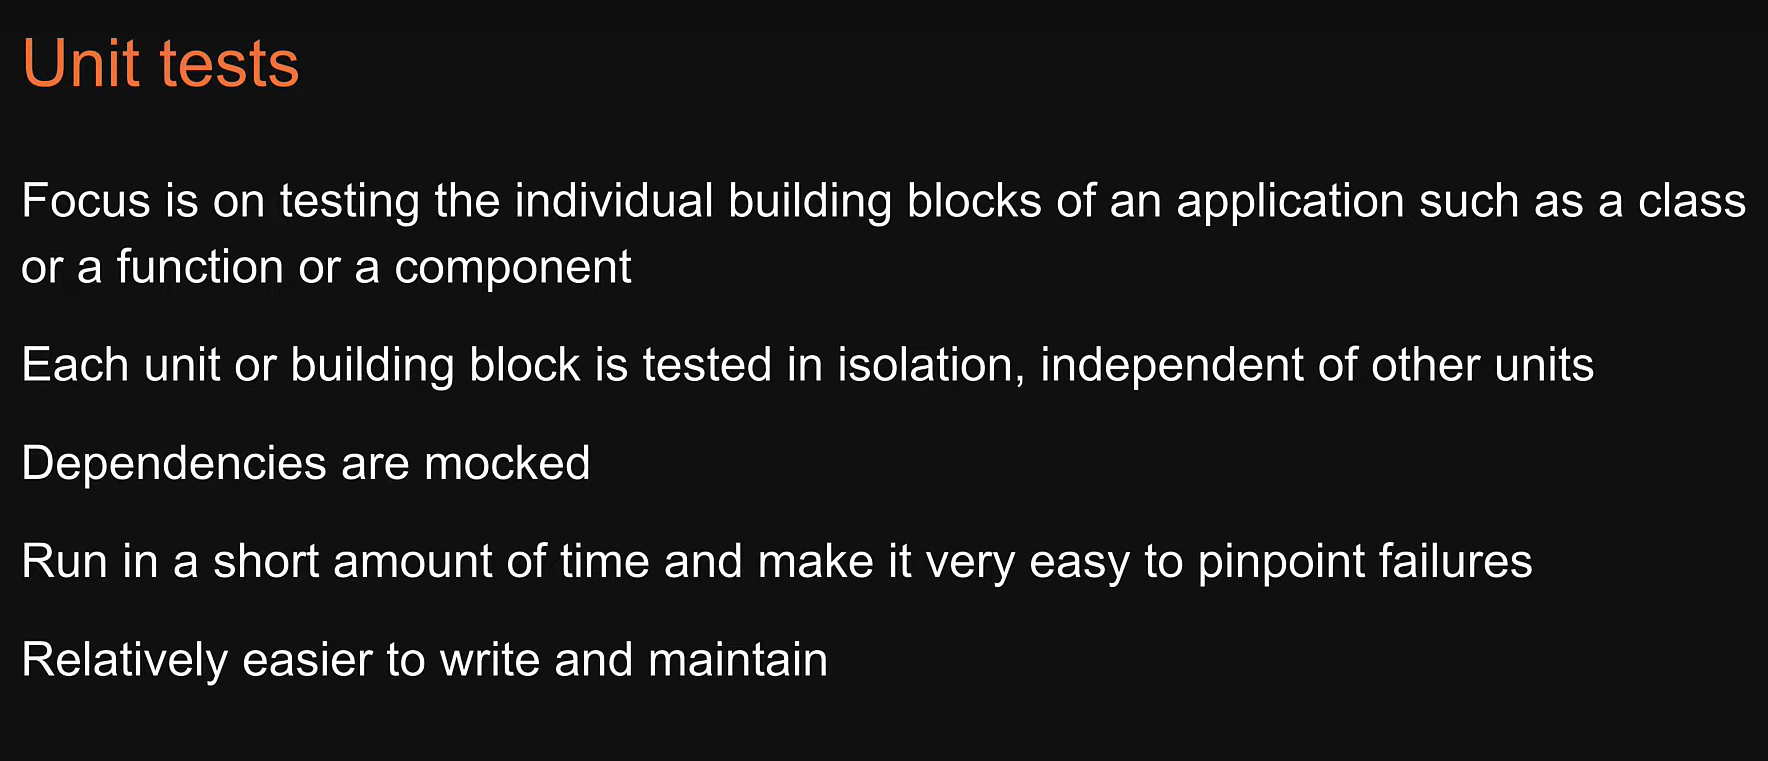 Unit tests
Focus is on testing the individual building blocks of an application such as a class
or a function or a component
Each unit or building block is tested in isolation, independent of other units
Dependencies are mocked
Run in a short amount of time and make it very easy to pinpoint failures
Relatively easier to write and maintain